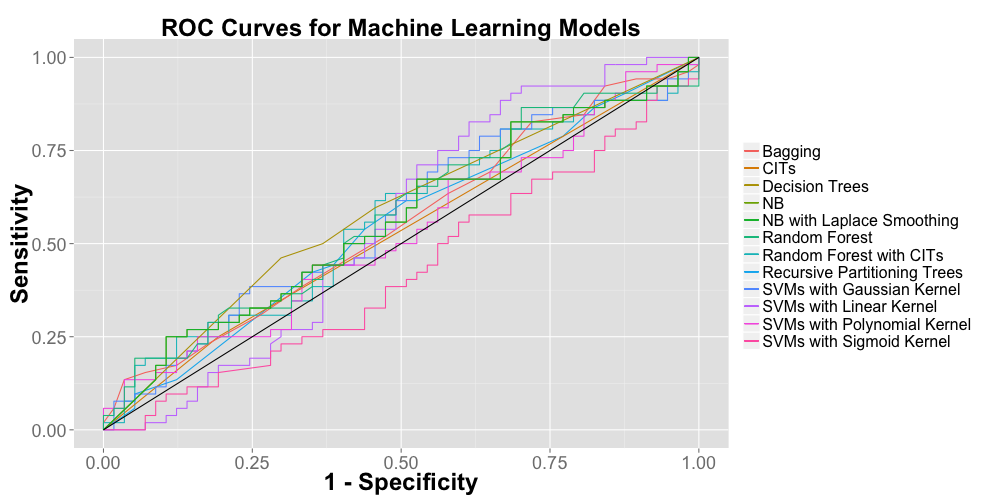 ROC Curves for Machine Learning Models
1.00
0.75
0.50
0.25
0.00
Sensitivity
0.00 0.25 0.50 0.75 1.00
1 - Specificity
Bagging
CITs
Decision Trees
NB
NB with Laplace Smoothing
Random Forest
Random Forest with CITs
Recursive Partitioning Trees
SVMs with Gaussian Kernel
SVMs with Linear Kernel
SVMs with Polynomial Kernel
SVMs with Sigmoid Kernel